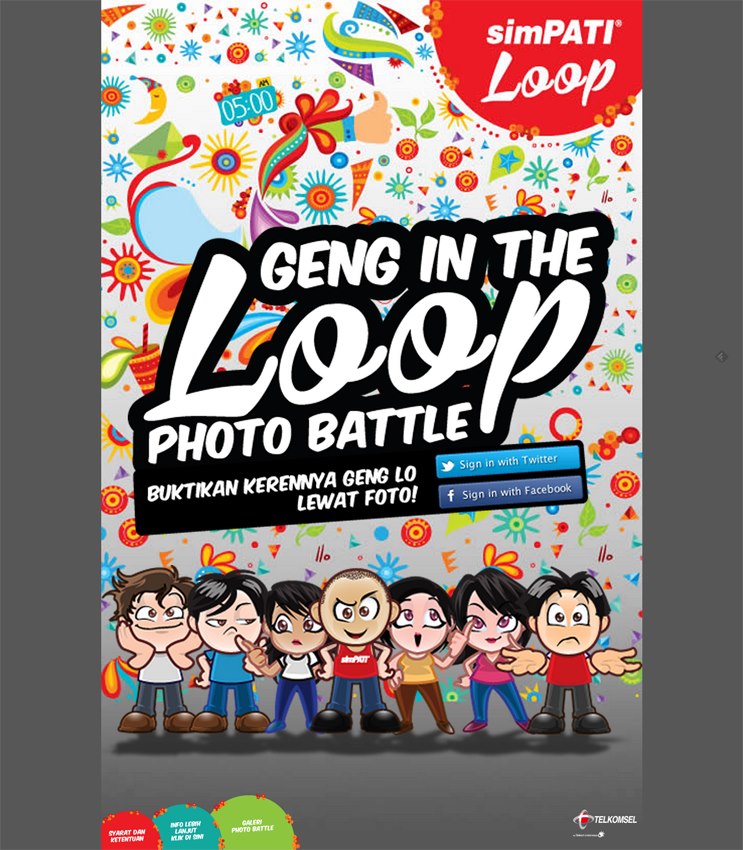 simPATI®
Loop
05:00 AM
GENG IN THE
Loop
PHOTO BATTLE
BUKTIKAN KERENNYA GENG LO
LEWAT FOTO!
Sign in with Twitter
f Sign in with Facebook
simPATI
SYARAT DAN
KETENTUAN
INFO LEBIH
LANJUT
KLIK DI SINI
GALERI
PHOTO BATTLE
TELKOMSEL